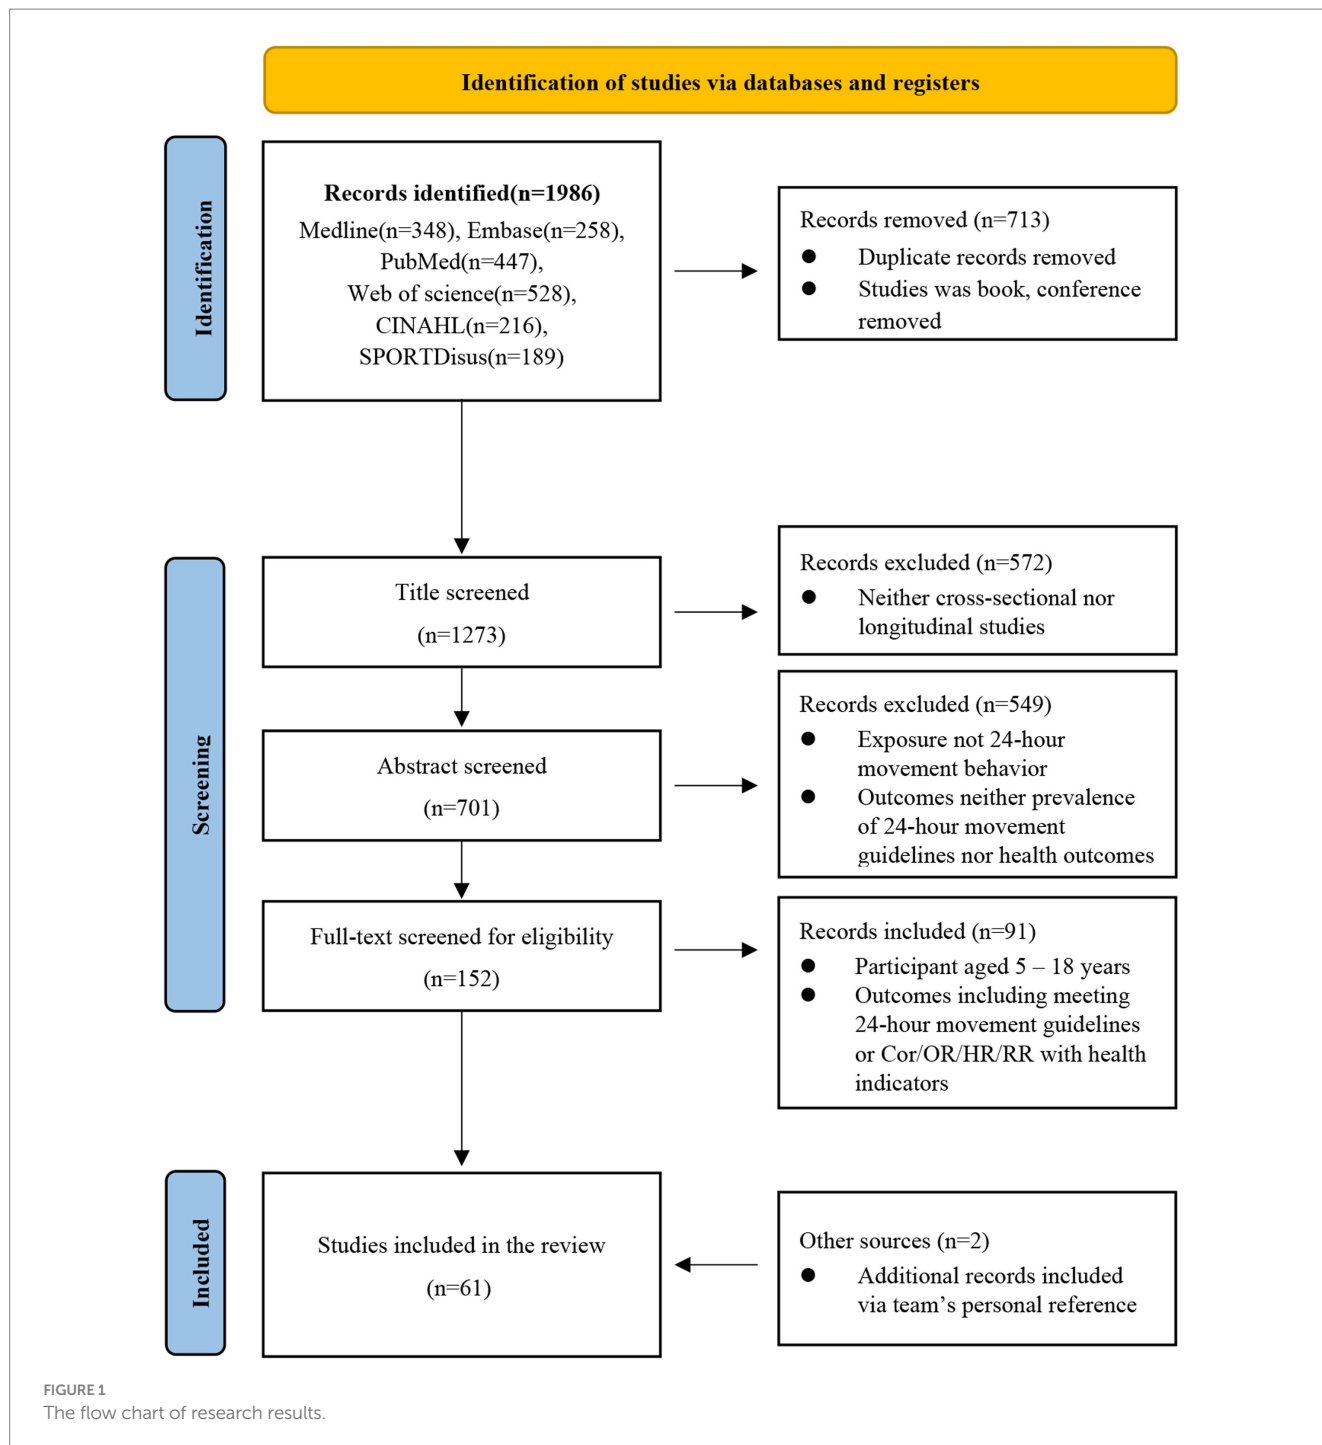 Identification of studies via databases and registers
Identification
Records identified(n=1986)
Medline(n=348), Embase(n=258),
PubMed(n=447),
Web of science(n=528),
CINAHL(n=216),
SPORTDisus(n=189)
Records removed (n=713)
● Duplicate records removed
● Studies was book, conference
removed
Screening
Title screened
(n=1273)
Records excluded (n=572)
● Neither cross-sectional nor
longitudinal studies
Abstract screened
(n=701)
Records excluded (n=549)
● Exposure not 24-hour
movement behavior
● Outcomes neither prevalence
of 24-hour movement
guidelines nor health outcomes
Full-text screened for eligibility
(n=152)
Records included (n=91)
● Participant aged 5 – 18 years
● Outcomes including meeting
24-hour movement guidelines
or Cor/OR/HR/RR with health
indicators
Included
Studies included in the review
(n=61)
Other sources (n=2)
● Additional records included
via team’s personal reference
FIGURE 1
The flow chart of research results.